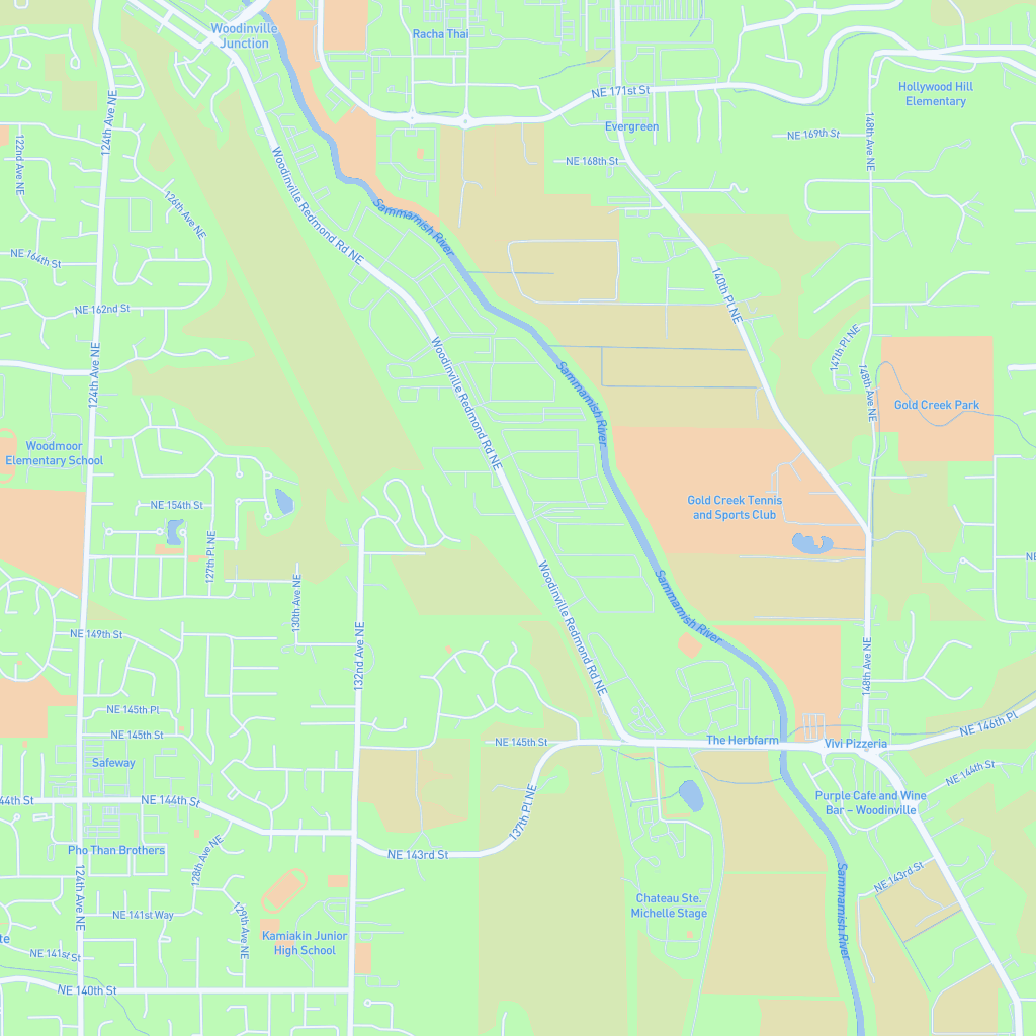 Woodinville
Junction
Racha Thai
NE 171st St
Evergreen
Hollywood Hill
Elementary
124th Ave NE
122nd Ave NE
NE 169th St
148th Ave NE
NE 168th St
Woodinville Redmond Rd NE
126th Ave NE
Sammamish River
NE 164th St
140th Pl NE
NE 162nd St
147th Pl NE
124th Ave NE
Woodinville Redmond Rd NE
Sammamish River
148th Ave NE
Gold Creek Park
Woodmoor
Elementary School
Gold Creek Tennis
and Sports Club
NE 154th St
127th Pl NE
NE
130th Ave NE
Woodinville Redmond Rd NE
Sammamish River
NE 149th St
132nd Ave NE
148th Ave NE
NE 145th Pl
NE 145th St
NE 145th St
The Herbfarm
Vivi Pizzeria
NE 146th Pl
Safeway
NE 144th St
44th St
NE 144th St
137th Pl NE
Purple Cafe and Wine
Bar – Woodinville
Pho Than Brothers
NE 143rd St
128th Ave NE
NE 143rd St
124th Ave NE
Sammamish River
Chateau Ste.
Michelle Stage
NE 141st Way
129th Ave NE
Kamiakin Junior
High School
te
NE 141st St
NE 140th St